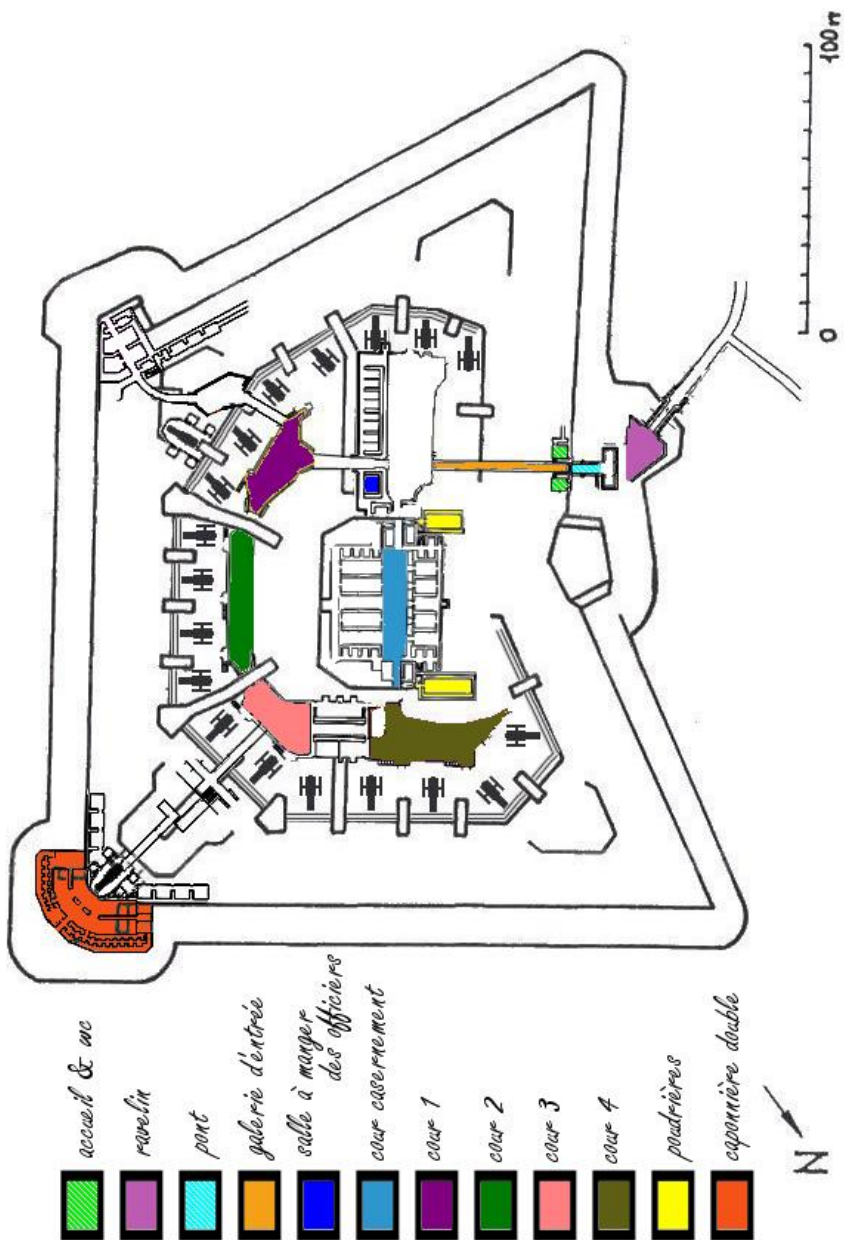 accueil & wc
ravelin
pont
galerie d'entrée
salle à manger
des officiers
cour casernement
cour 1
cour 2
cour 3
cour 4
poudrières
caponnière double
N
0
100 m